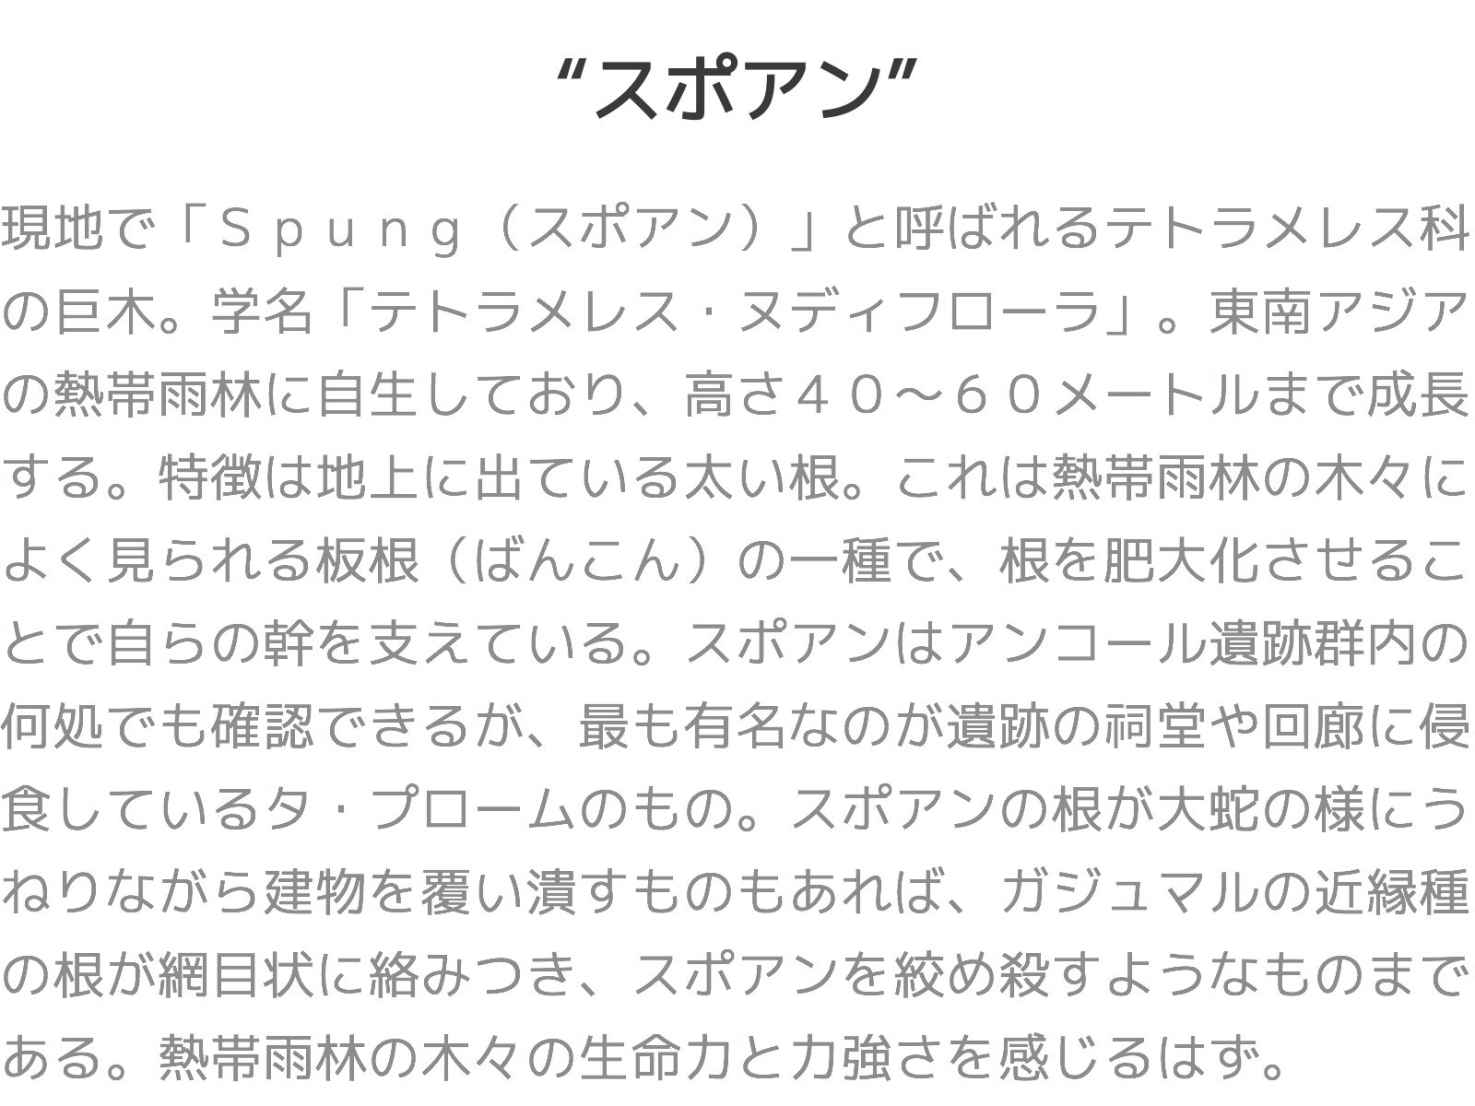 “スポアン”
現地で「Ｓｐｕｎｇ（スポアン）」と呼ばれるテトラメレス科
の巨木。学名「テトラメレス・ヌディフローラ」。東南アジア
の熱帯雨林に自生しており、高さ４０～６０メートルまで成長
する。特徴は地上に出ている太い根。これは熱帯雨林の木々に
よく見られる板根（ばんこん）の一種で、根を肥大化させるこ
とで自らの幹を支えている。スポアンはアンコール遺跡群内の
何処でも確認できるが、最も有名なのが遺跡の祠堂や回廊に侵
食しているタ・プロームのもの。スポアンの根が大蛇の様にう
ねりながら建物を覆い潰すものもあれば、ガジュマルの近縁種
の根が網目状に絡みつき、スポアンを絞め殺すようなものまで
ある。熱帯雨林の木々の生命力と力強さを感じるはず。